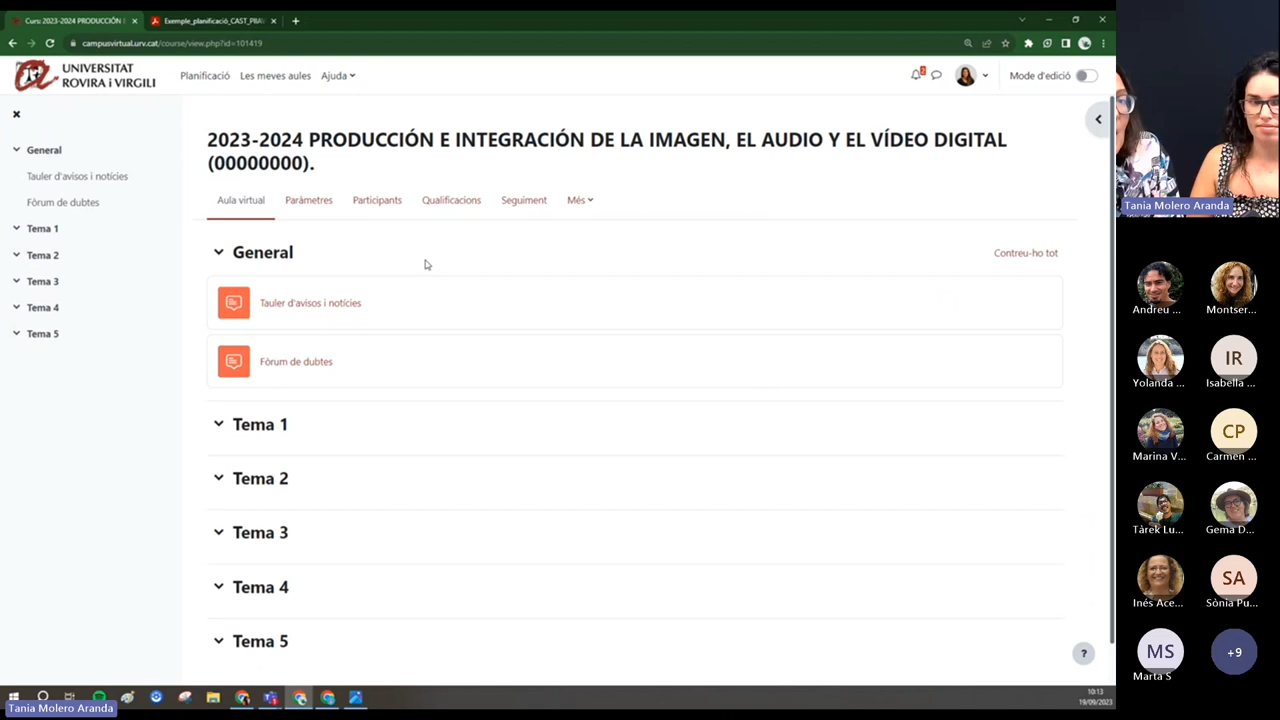 Curs: 2023-2024 PRODUCCIÓN I
Exemple_planificació_CAST_PIIAV
campusvirtual.urv.cat/course/view.php?id=101419
UNIVERSITAT
ROVIRA i VIRGILI
Planificació
Les meves aules
Ajuda
2
Mode d'edició
General
Tauler d'avisos i notícies
Fòrum de dubtes
Tema 1
Tema 2
Tema 3
Tema 4
Tema 5
2023-2024 PRODUCCIÓN E INTEGRACIÓN DE LA IMAGEN, EL AUDIO Y EL VÍDEO DIGITAL
(00000000).
Aula virtual
Paràmetres
Participants
Qualificacions
Seguiment
Més
General
Contreu-ho tot
Tauler d'avisos i notícies
Fòrum de dubtes
Tema 1
Tema 2
Tema 3
Tema 4
Tema 5
?
10:13
19/09/2023
Tania Molero Aranda
Tania Molero Aranda
Andreu ...
Montser...
Yolanda ...
IR
Isabella ...
Marina V...
CP
Carmen ...
Tàrek Lu...
Gema D...
Inés Ace...
SA
Sònia Pu...
MS
Marta S
+9